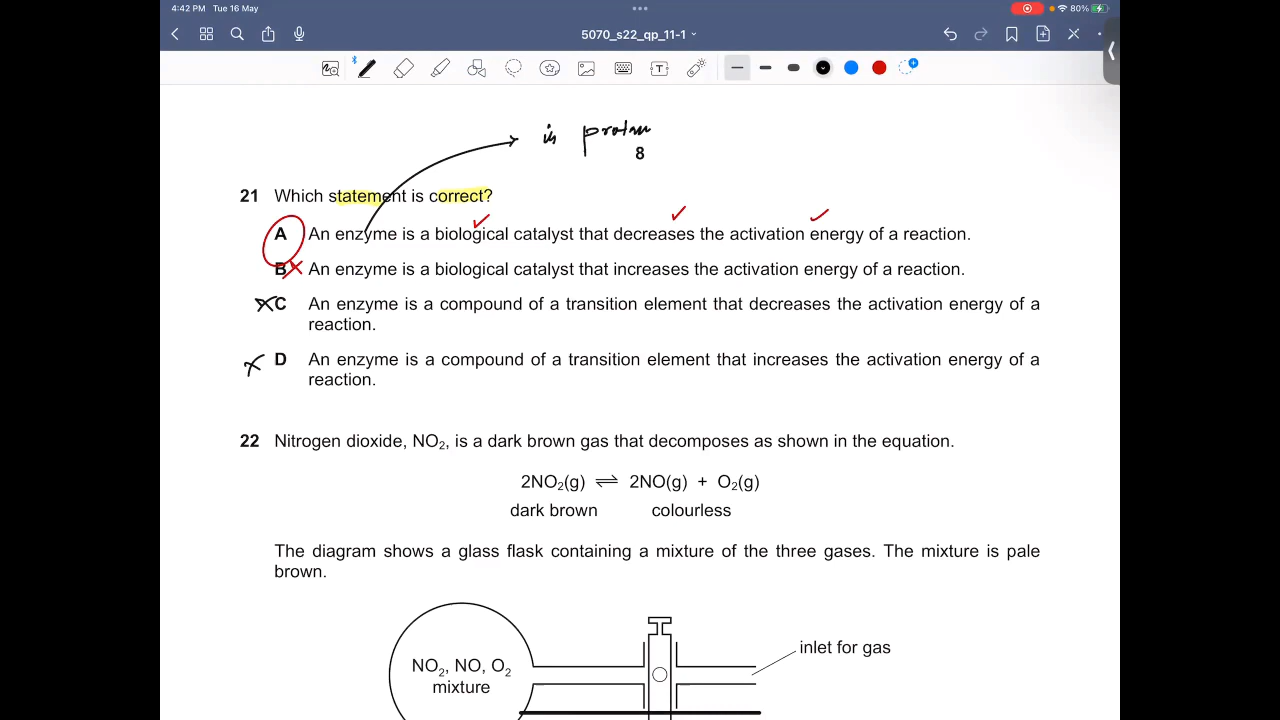 4:42 PM Tue 16 May
80%
5070_s22_qp_11-1
T
is protein
8
21 Which statement is correct?
A An enzyme is a biological catalyst that decreases the activation energy of a reaction.
B An enzyme is a biological catalyst that increases the activation energy of a reaction.
C An enzyme is a compound of a transition element that decreases the activation energy of a
reaction.
D An enzyme is a compound of a transition element that increases the activation energy of a
reaction.
22 Nitrogen dioxide, NO₂, is a dark brown gas that decomposes as shown in the equation.
2NO₂(g) ⇌ 2NO(g) + O₂(g)
dark brown colourless
The diagram shows a glass flask containing a mixture of the three gases. The mixture is pale
brown.
inlet for gas
NO₂, NO, O₂
mixture